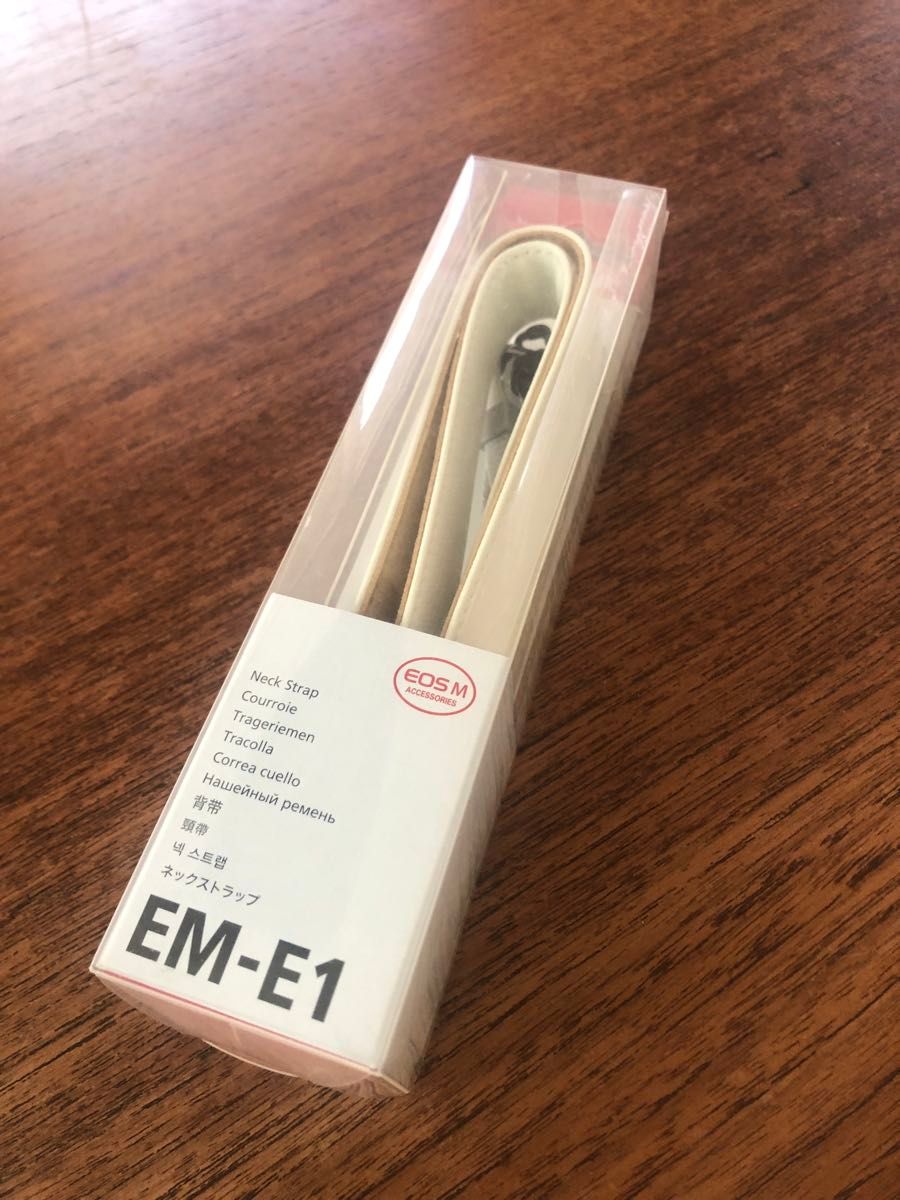 EOS M
ACCESSORIES
Neck Strap
Courroie
Trageriemen
Tracolla
Correa cuello
Нашейный ремень
背带
頸帶
넥 스트랩
ネックストラップ
EM-E1